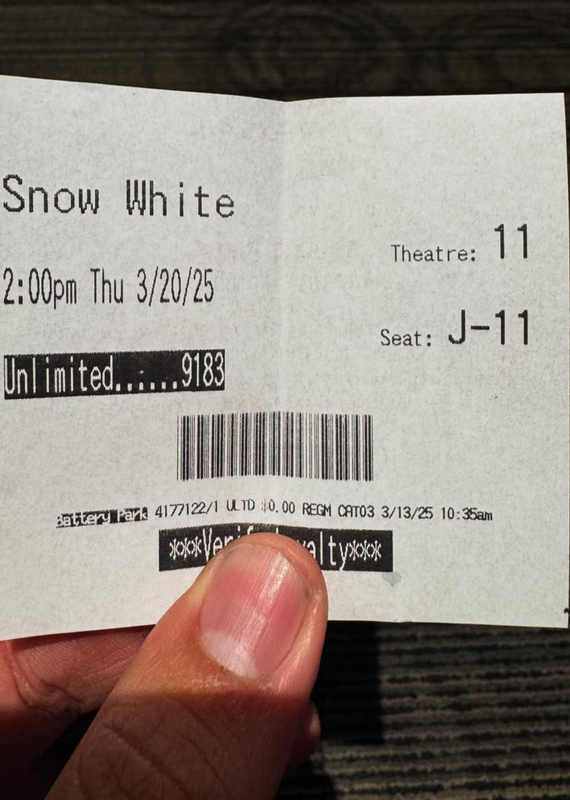 Snow White
Theatre: 11
2:00pm Thu 3/20/25
Seat: J-11
Unlimited......9183
Battery Park 4177122/1 ULTD $0.00 REGM CAT03 3/13/25 10:35am